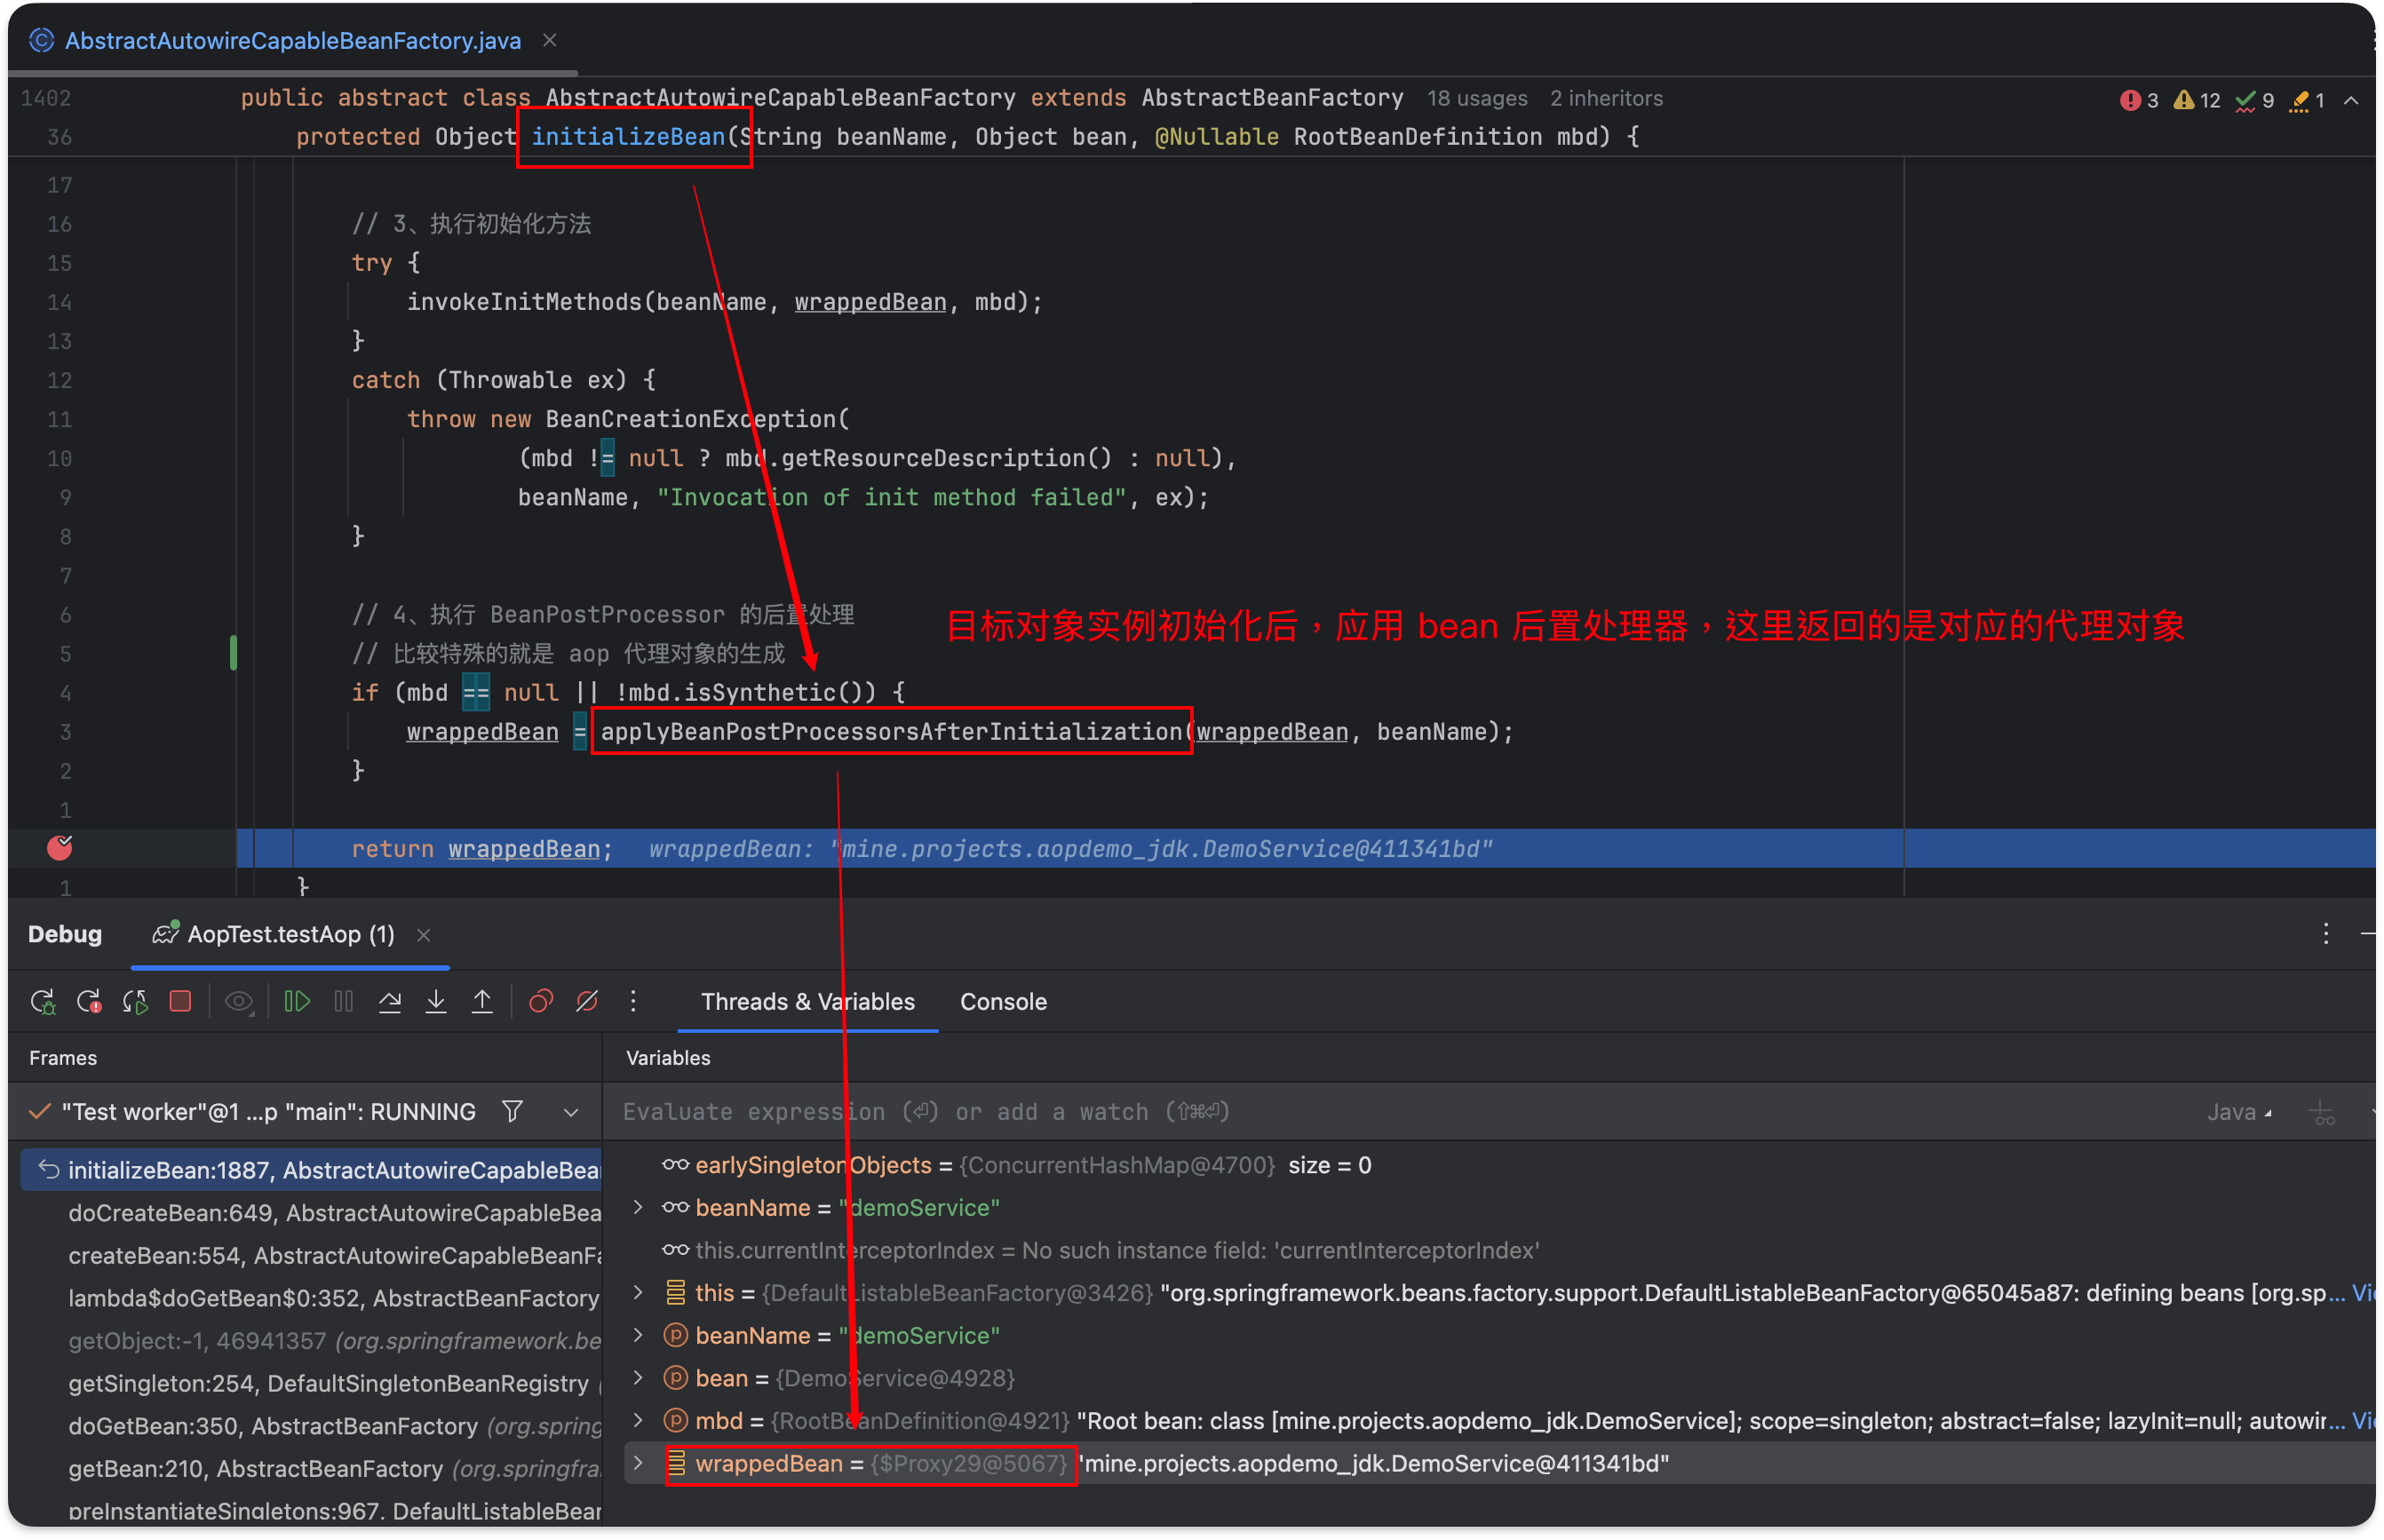 AbstractAutowireCapableBeanFactory.java
1402 public abstract class AbstractAutowireCapableBeanFactory extends AbstractBeanFactory 18 usages 2 inheritors
3 12 9 1
36 protected Object initializeBean(String beanName, Object bean, @Nullable RootBeanDefinition mbd) {
17
16 // 3、执行初始化方法
15 try {
14 invokeInitMethods(beanName, wrappedBean, mbd);
13 }
12 catch (Throwable ex) {
11 throw new BeanCreationException(
10 (mbd != null ? mbd.getResourceDescription() : null),
9 beanName, "Invocation of init method failed", ex);
8 }
7
6 // 4、执行 BeanPostProcessor 的后置处理
目标对象实例初始化后，应用 bean 后置处理器，这里返回的是对应的代理对象
5 // 比较特殊的就是 aop 代理对象的生成
4 if (mbd == null || !mbd.isSynthetic()) {
3 wrappedBean = applyBeanPostProcessorsAfterInitialization(wrappedBean, beanName);
2 }
1
return wrappedBean; wrappedBean: "mine.projects.aopdemo_jdk.DemoService@411341bd"
1 }
Debug AopTest.testAop (1)
Threads & Variables Console
Frames
"Test worker"@1 ...p "main": RUNNING
initializeBean:1887, AbstractAutowireCapableBea
doCreateBean:649, AbstractAutowireCapableBea
createBean:554, AbstractAutowireCapableBeanFa
lambda$doGetBean$0:352, AbstractBeanFactory
getObject:-1, 46941357 (org.springframework.be
getSingleton:254, DefaultSingletonBeanRegistry (
doGetBean:350, AbstractBeanFactory (org.spring
getBean:210, AbstractBeanFactory (org.springfra
preInstantiateSingletons:967, DefaultListableBean
Variables
Evaluate expression (⏎) or add a watch (⇧⌘⏎) Java
earlySingletonObjects = {ConcurrentHashMap@4700} size = 0
beanName = "demoService"
this.currentInterceptorIndex = No such instance field: 'currentInterceptorIndex'
this = {DefaultListableBeanFactory@3426} "org.springframework.beans.factory.support.DefaultListableBeanFactory@65045a87: defining beans [org.sp... Vi
beanName = "demoService"
bean = {DemoService@4928}
mbd = {RootBeanDefinition@4921} "Root bean: class [mine.projects.aopdemo_jdk.DemoService]; scope=singleton; abstract=false; lazyInit=null; autowir... Vi
wrappedBean = {$Proxy29@5067} "mine.projects.aopdemo_jdk.DemoService@411341bd"